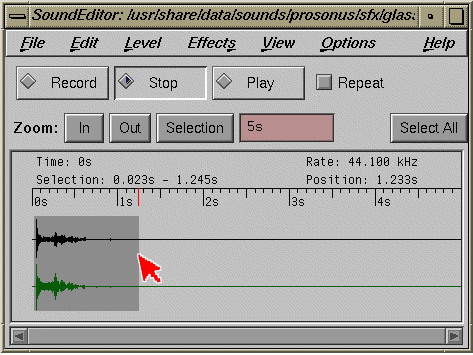 SoundEditor: /usr/share/data/sounds/prosonus/sfx/glas
File Edit Level Effects View Options Help
Record Stop Play Repeat
Zoom: In Out Selection 5s Select All
Time: 0s Rate: 44.100 kHz
Selection: 0.023s - 1.245s Position: 1.233s
0s 1s 2s 3s 4s